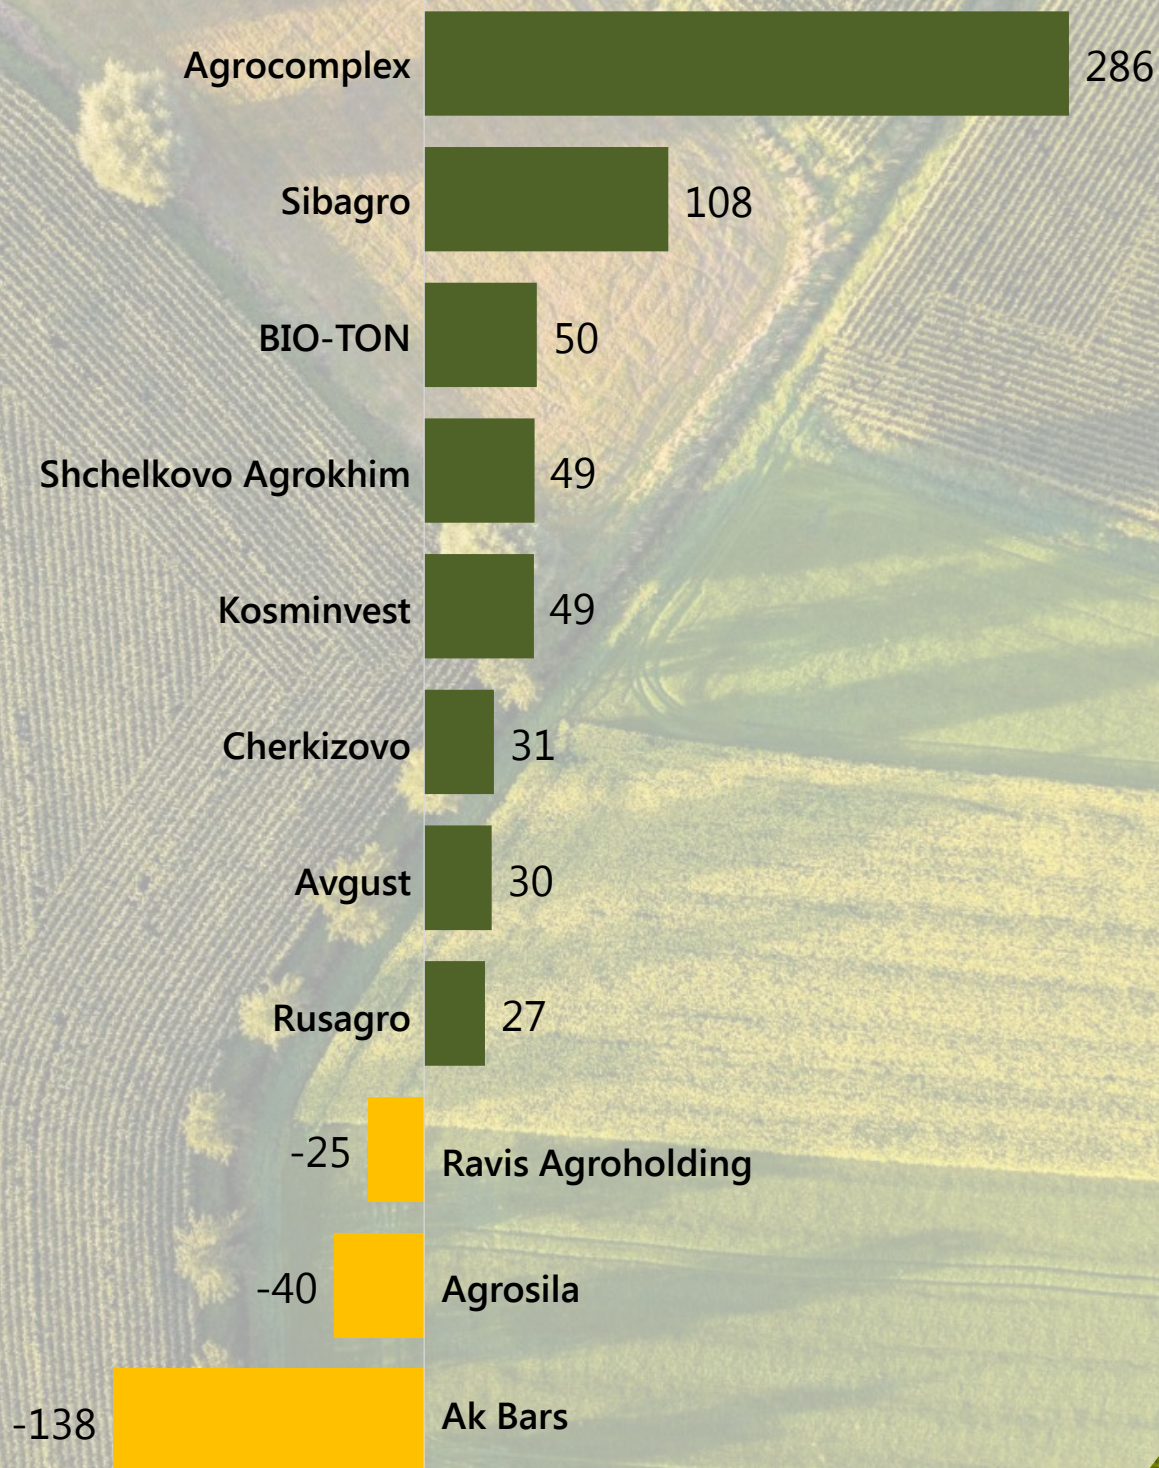 Agrocomplex 286
Sibagro 108
BIO-TON 50
Shchelkovo Agrokhim 49
Kosminvest 49
Cherkizovo 31
Avgust 30
Rusagro 27
-25 Ravis Agroholding
-40 Agrosila
-138 Ak Bars